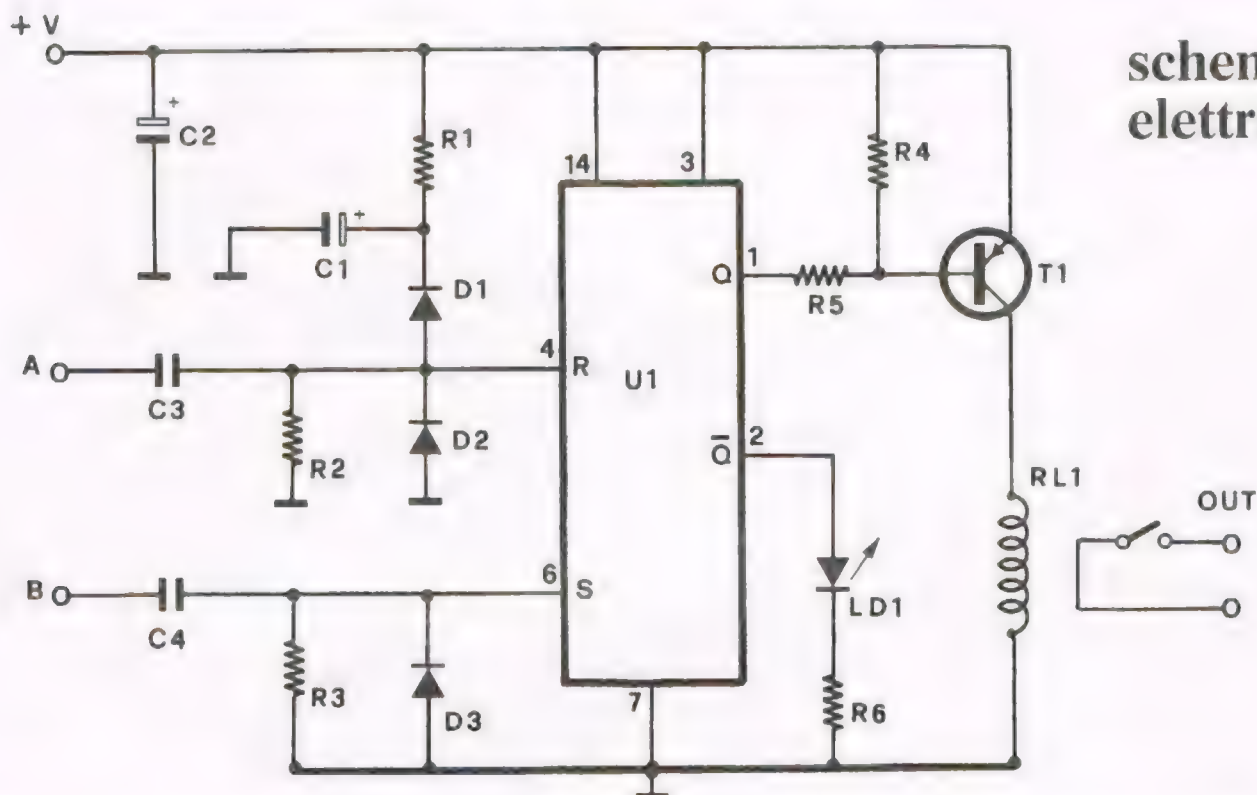 + V
schem
elettr
+
C2
R1
14
3
R4
+
C1
D1
Q
1
R5
T1
A
C3
4
R
U1
R2
D2
Q̅
2
RL1
OUT
B
C4
6
S
LD1
R3
D3
7
R6